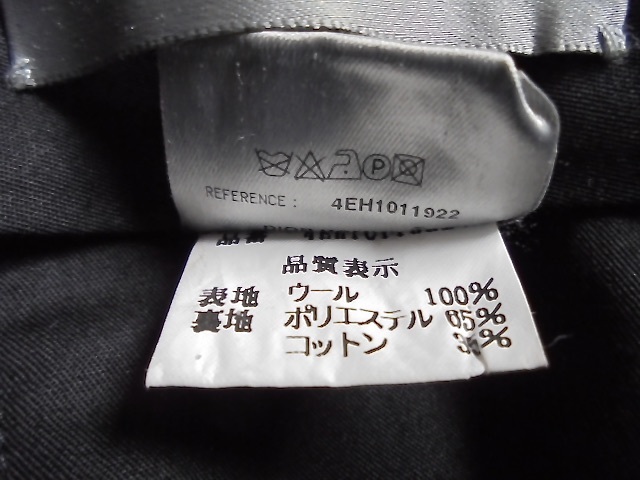 P
REFERENCE : 4EH1011922
品質表示
表地 ウール 100%
裏地 ポリエステル 65%
コットン